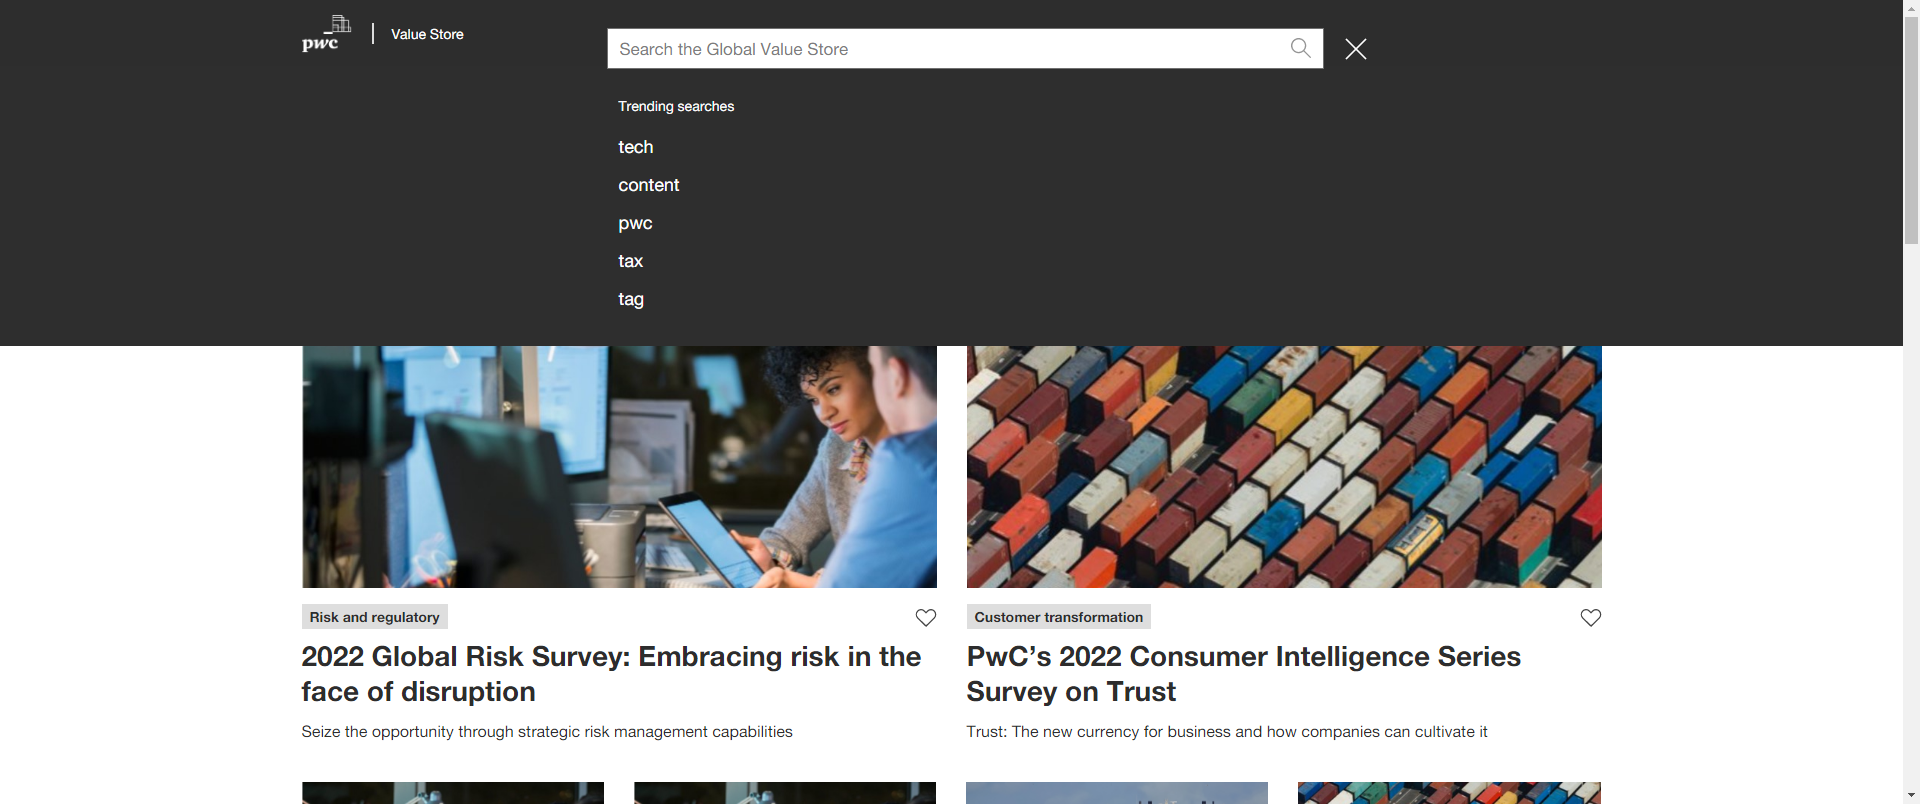 pwc
Value Store
Search the Global Value Store
Trending searches
tech
content
pwc
tax
tag
Risk and regulatory
2022 Global Risk Survey: Embracing risk in the
face of disruption
Seize the opportunity through strategic risk management capabilities
Customer transformation
PwC’s 2022 Consumer Intelligence Series
Survey on Trust
Trust: The new currency for business and how companies can cultivate it